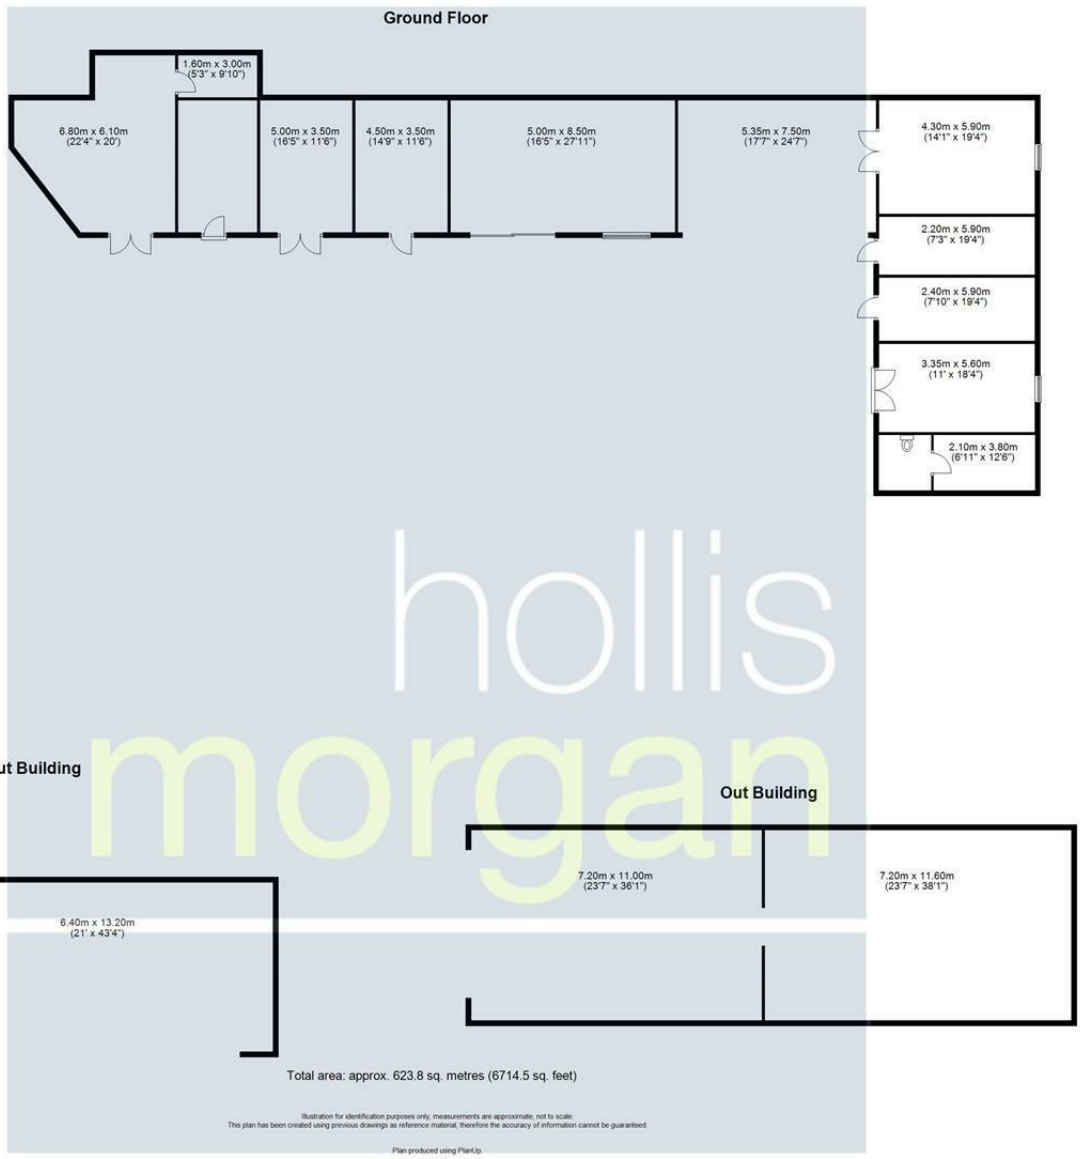 Ground Floor
1.60m x 3.00m
(5'3" x 9'10")
6.80m x 6.10m
(22'4" x 20')
5.00m x 3.50m
(16'5" x 11'6")
4.50m x 3.50m
(14'9" x 11'6")
5.00m x 8.50m
(16'5" x 27'11")
5.35m x 7.50m
(17'7" x 24'7")
4.30m x 5.90m
(14'1" x 19'4")
2.20m x 5.90m
(7'3" x 19'4")
2.40m x 5.90m
(7'10" x 19'4")
3.35m x 5.60m
(11' x 18'4")
2.10m x 3.80m
(6'11" x 12'6")
hollis
morgan
ut Building
6.40m x 13.20m
(21' x 43'4")
Out Building
7.20m x 11.00m
(23'7" x 36'1")
7.20m x 11.60m
(23'7" x 38'1")
Total area: approx. 623.8 sq. metres (6714.5 sq. feet)
Illustration for identification purposes only, measurements are approximate, not to scale.
This plan has been created using previous drawings as reference material, therefore the accuracy of information cannot be guaranteed.
Plan produced using PlanUp